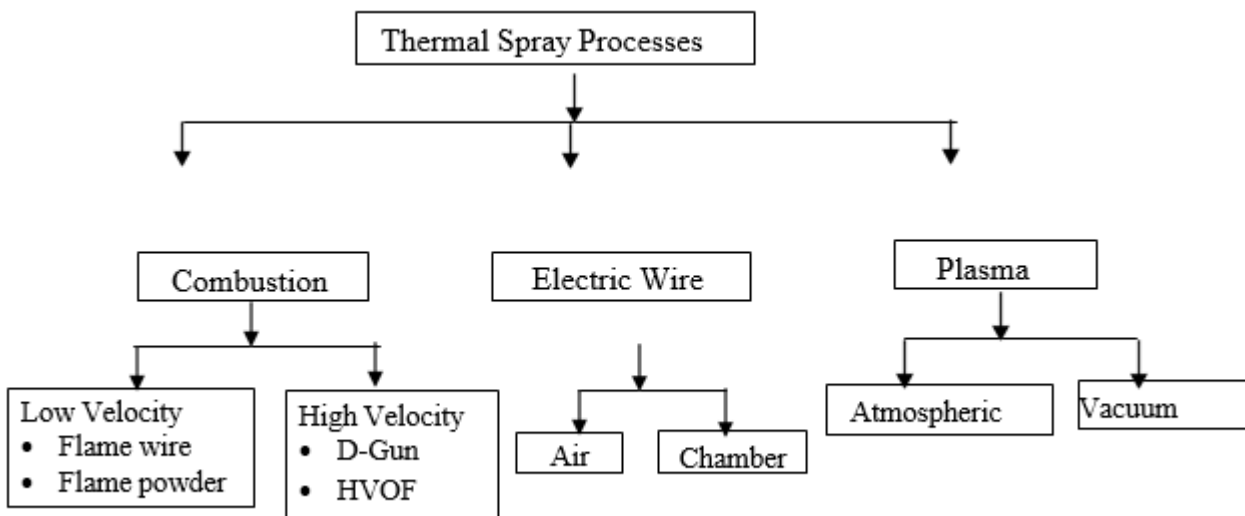 Thermal Spray Processes
Combustion
Electric Wire
Plasma
Low Velocity
• Flame wire
• Flame powder
High Velocity
• D-Gun
• HVOF
Air
Chamber
Atmospheric
Vacuum